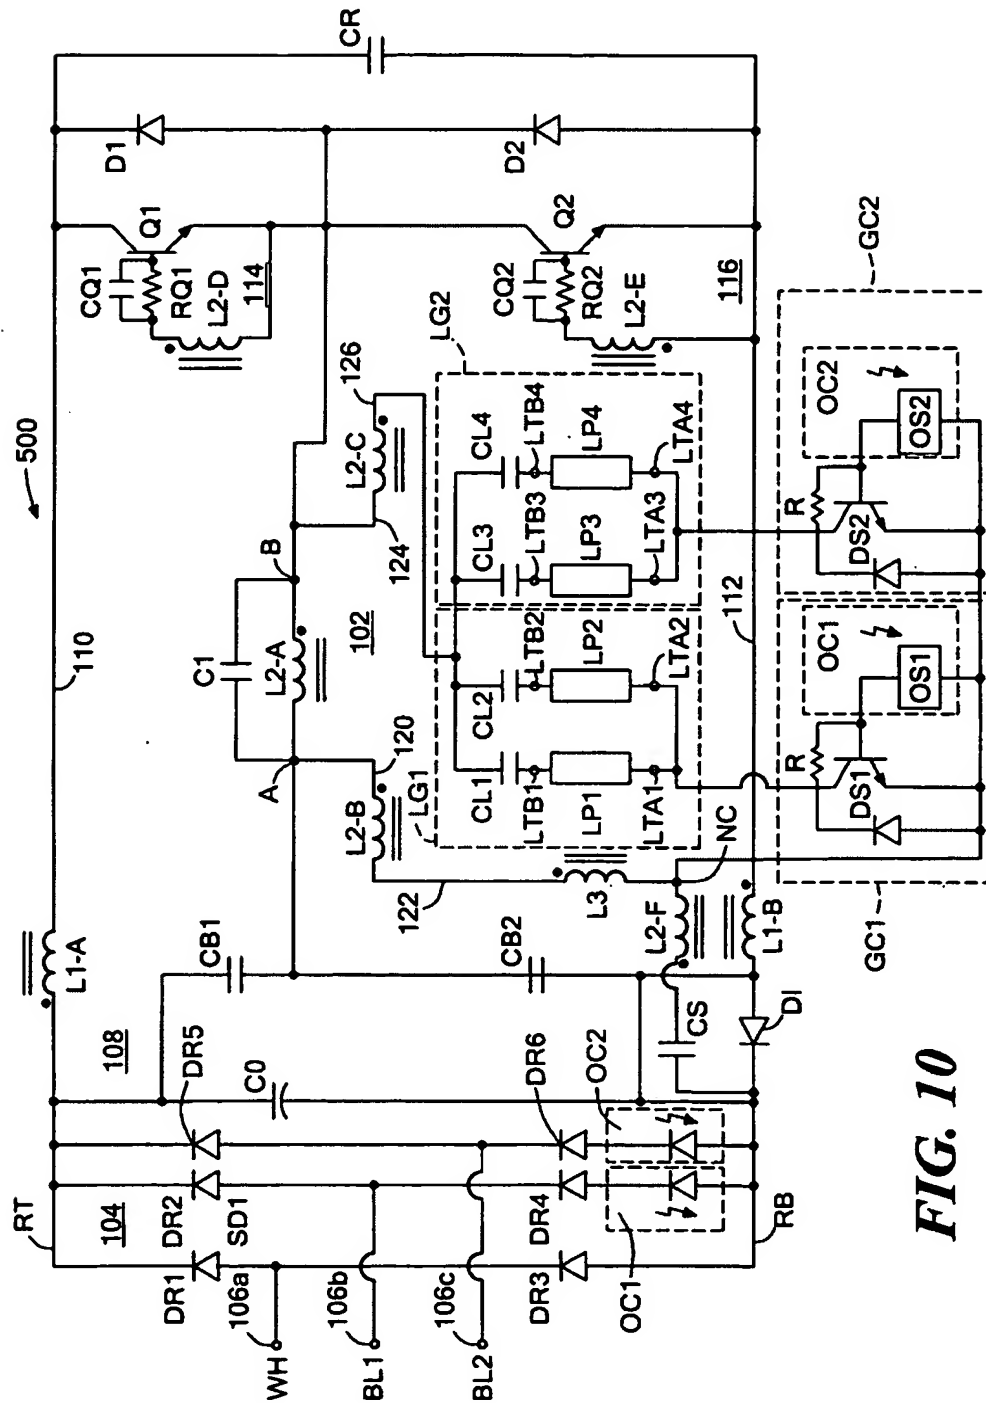 500
110
RT
104
DR1
DR2
SD1
DR5
108
C0
L1-A
CB1
A
C1
L2-A
B
102
L2-B
120
122
L2-C
124
126
CQ1
RQ1
Q1
L2-D
114
D1
CR
WH
106a
BL1
106b
BL2
106c
DR3
DR4
DR6
OC1
OC2
RB
CS
DI
CB2
L2-F
L1-B
L3
NC
LG1
CL1
CL2
LTB1
LTB2
LP1
LP2
LTA1
LTA2
LG2
CL3
CL4
LTB3
LTB4
LP3
LP4
LTA3
LTA4
112
CQ2
RQ2
Q2
L2-E
116
D2
GC1
R
DS1
OC1
OS1
GC2
R
DS2
OC2
OS2
FIG. 10